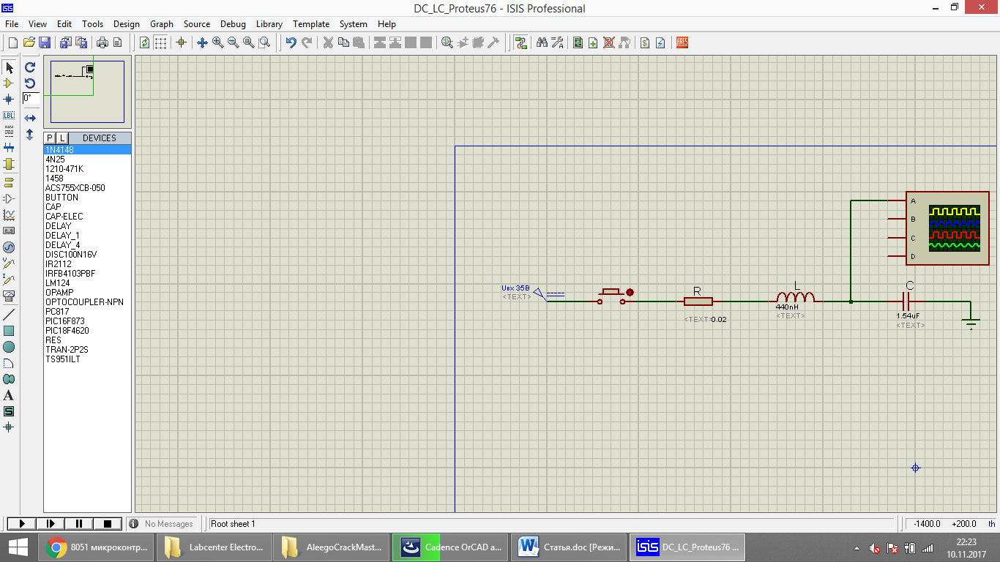 DC_LC_Proteus76 - ISIS Professional
File View Edit Tools Design Graph Source Debug Library Template System Help
ARES
0°
LBL
P L DEVICES
1N4148
4N25
1210-471K
1458
ACS755XCB-050
BUTTON
CAP
CAP-ELEC
DELAY
DELAY_1
DELAY_4
DISC100N16V
IR2112
IRFB4103PBF
LM124
OPAMP
OPTOCOUPLER-NPN
PC817
PIC16F873
PIC18F4620
RES
TRAN-2P2S
TS951ILT
A
B
C
D
Uвх 35В
<TEXT>
R
<TEXT>0.02
L
440nH
<TEXT>
C
1.54uF
<TEXT>
No Messages
Root sheet 1
-1400.0 +200.0 th
8051 микроконтр...
Labcenter Electro...
AleegoCrackMast...
Cadence OrCAD a...
Статья.doc [Режи...
isis DC_LC_Proteus76 ...
22:23
10.11.2017